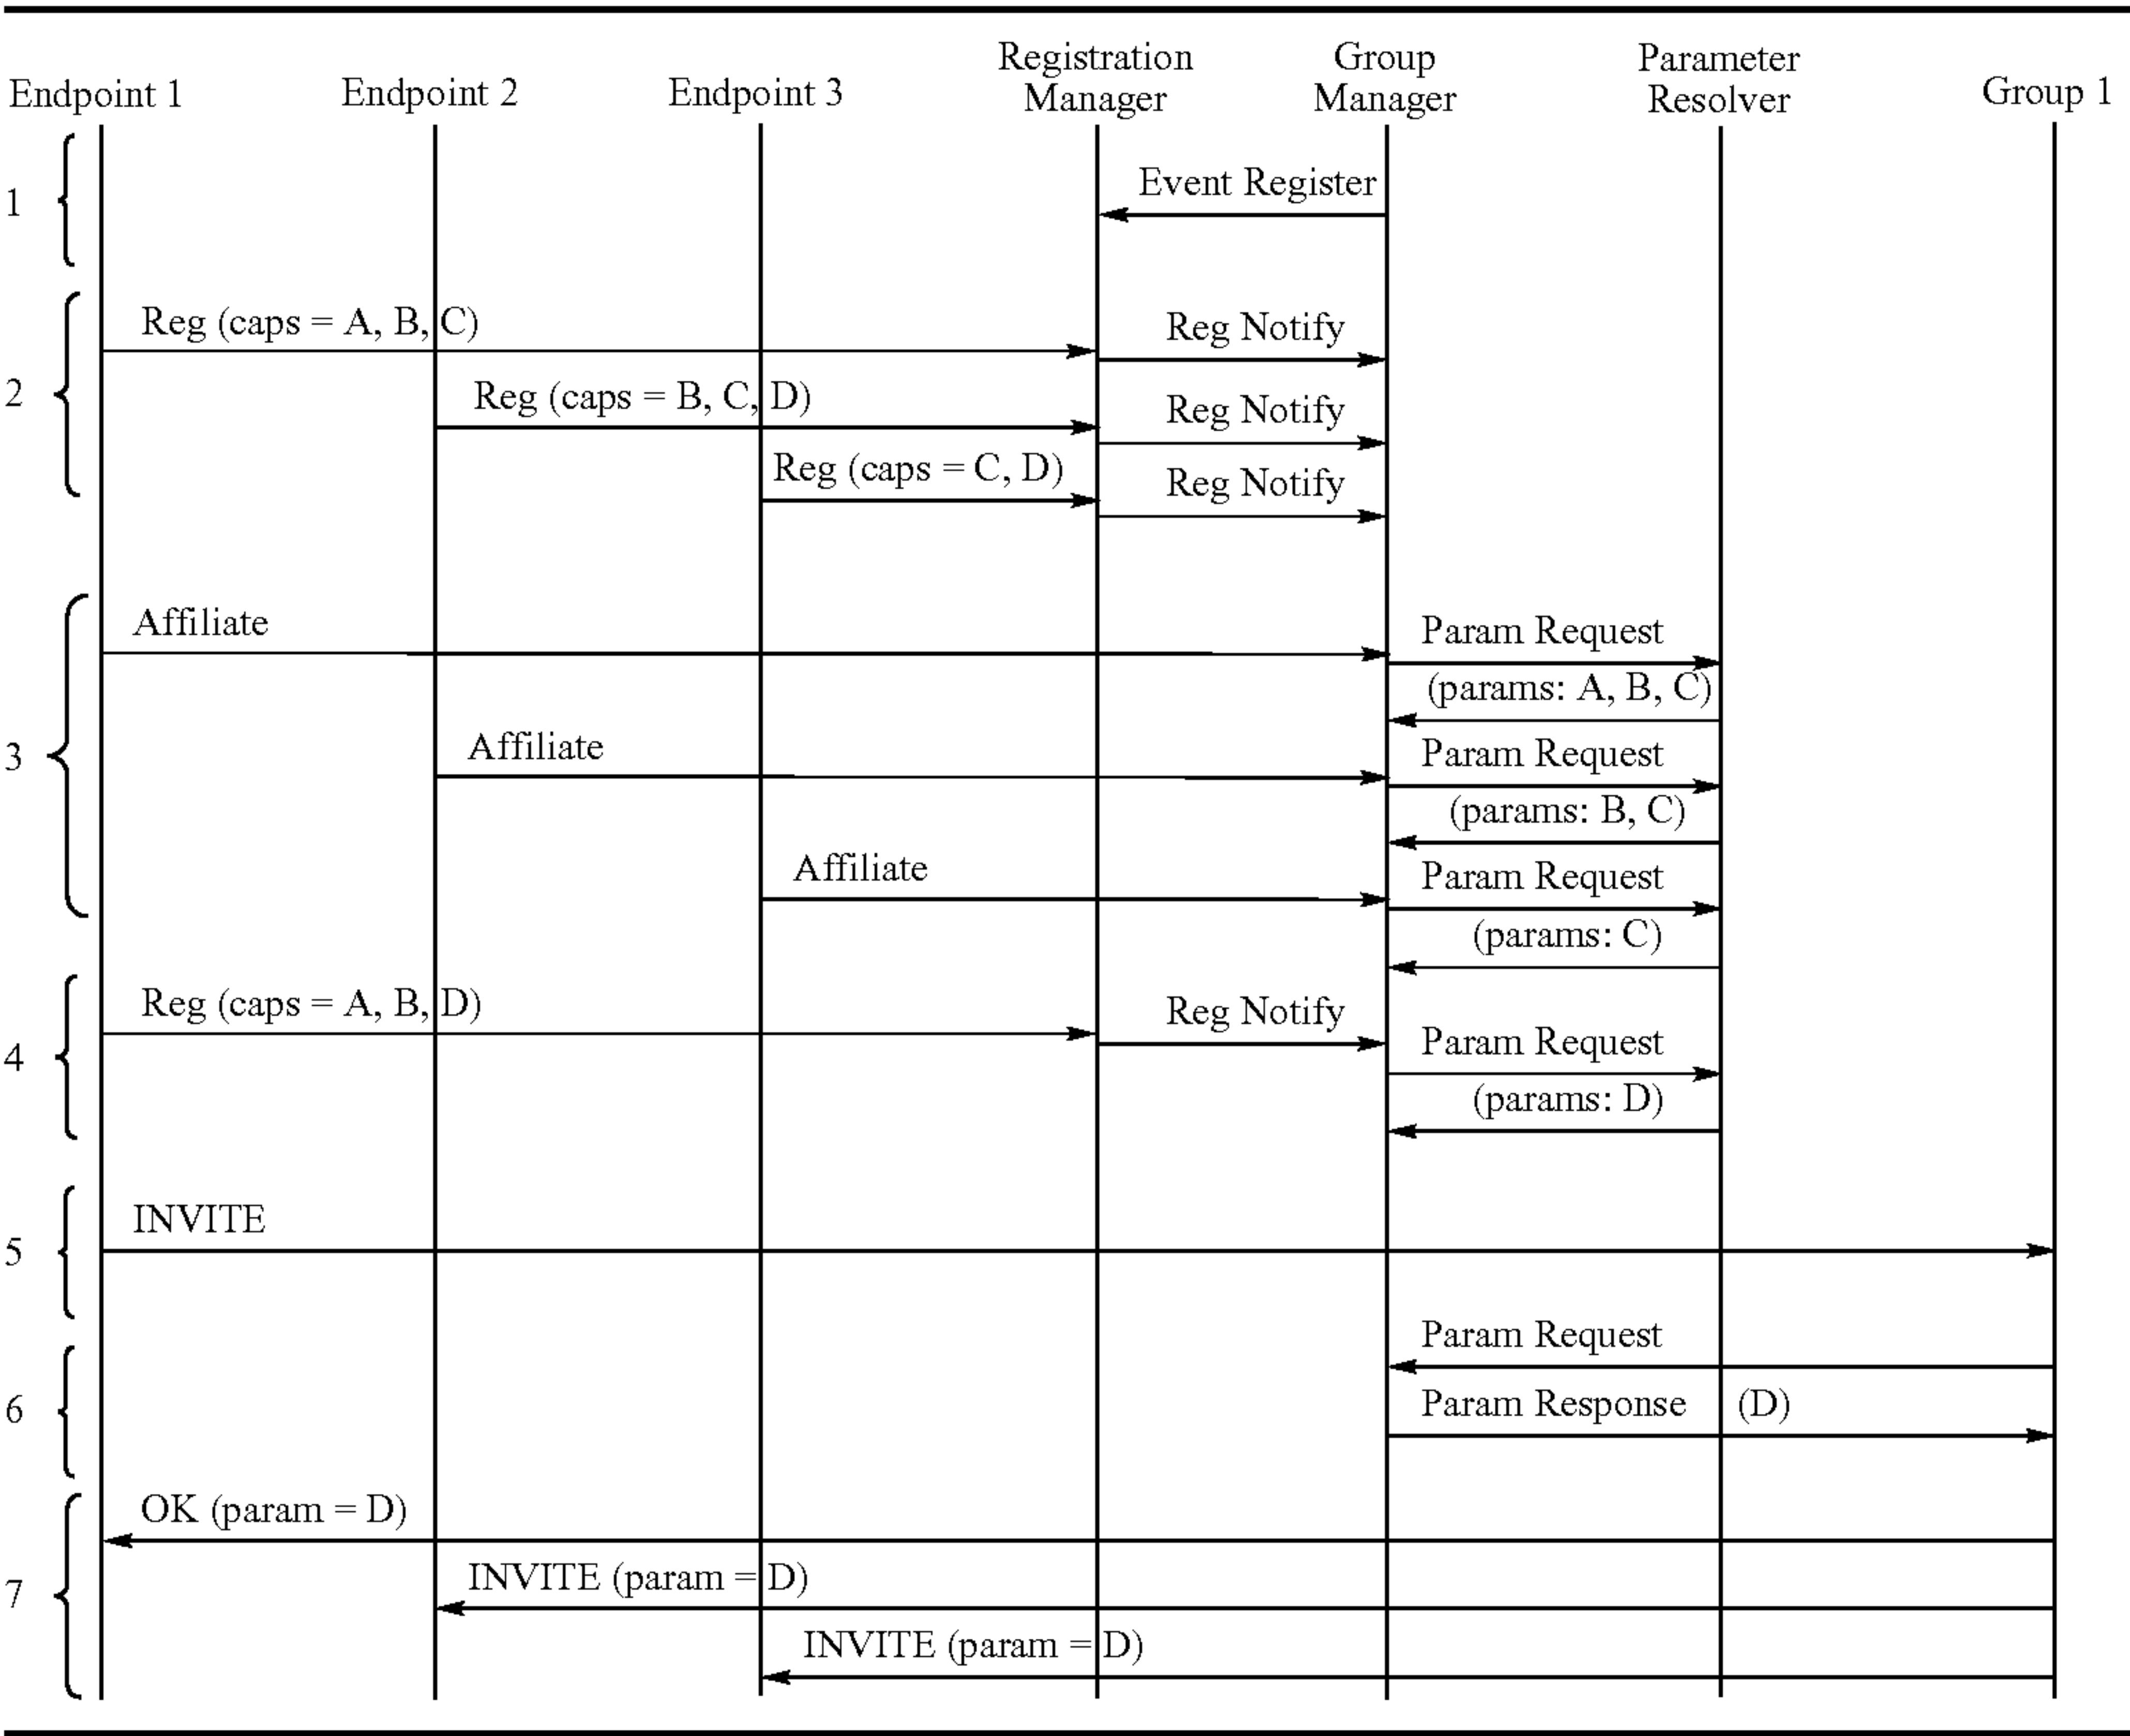 Endpoint 1
Endpoint 2
Endpoint 3
Registration
Manager
Group
Manager
Parameter
Resolver
Group 1
1
Event Register
2
Reg (caps = A, B, C)
Reg Notify
Reg (caps = B, C, D)
Reg Notify
Reg (caps = C, D)
Reg Notify
3
Affiliate
Param Request
(params: A, B, C)
Affiliate
Param Request
(params: B, C)
Affiliate
Param Request
(params: C)
4
Reg (caps = A, B, D)
Reg Notify
Param Request
(params: D)
5
INVITE
6
Param Request
Param Response (D)
7
OK (param = D)
INVITE (param = D)
INVITE (param = D)